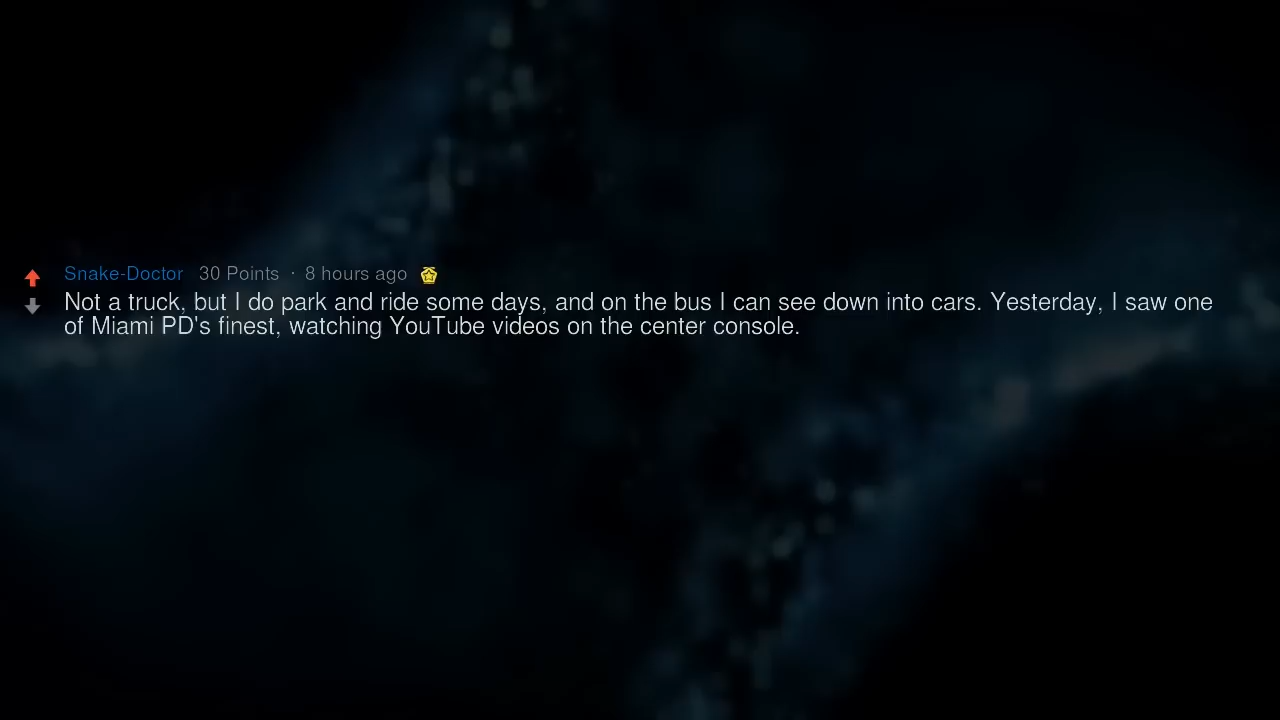 Snake-Doctor 30 Points · 8 hours ago
Not a truck, but I do park and ride some days, and on the bus I can see down into cars. Yesterday, I saw one
of Miami PD's finest, watching YouTube videos on the center console.